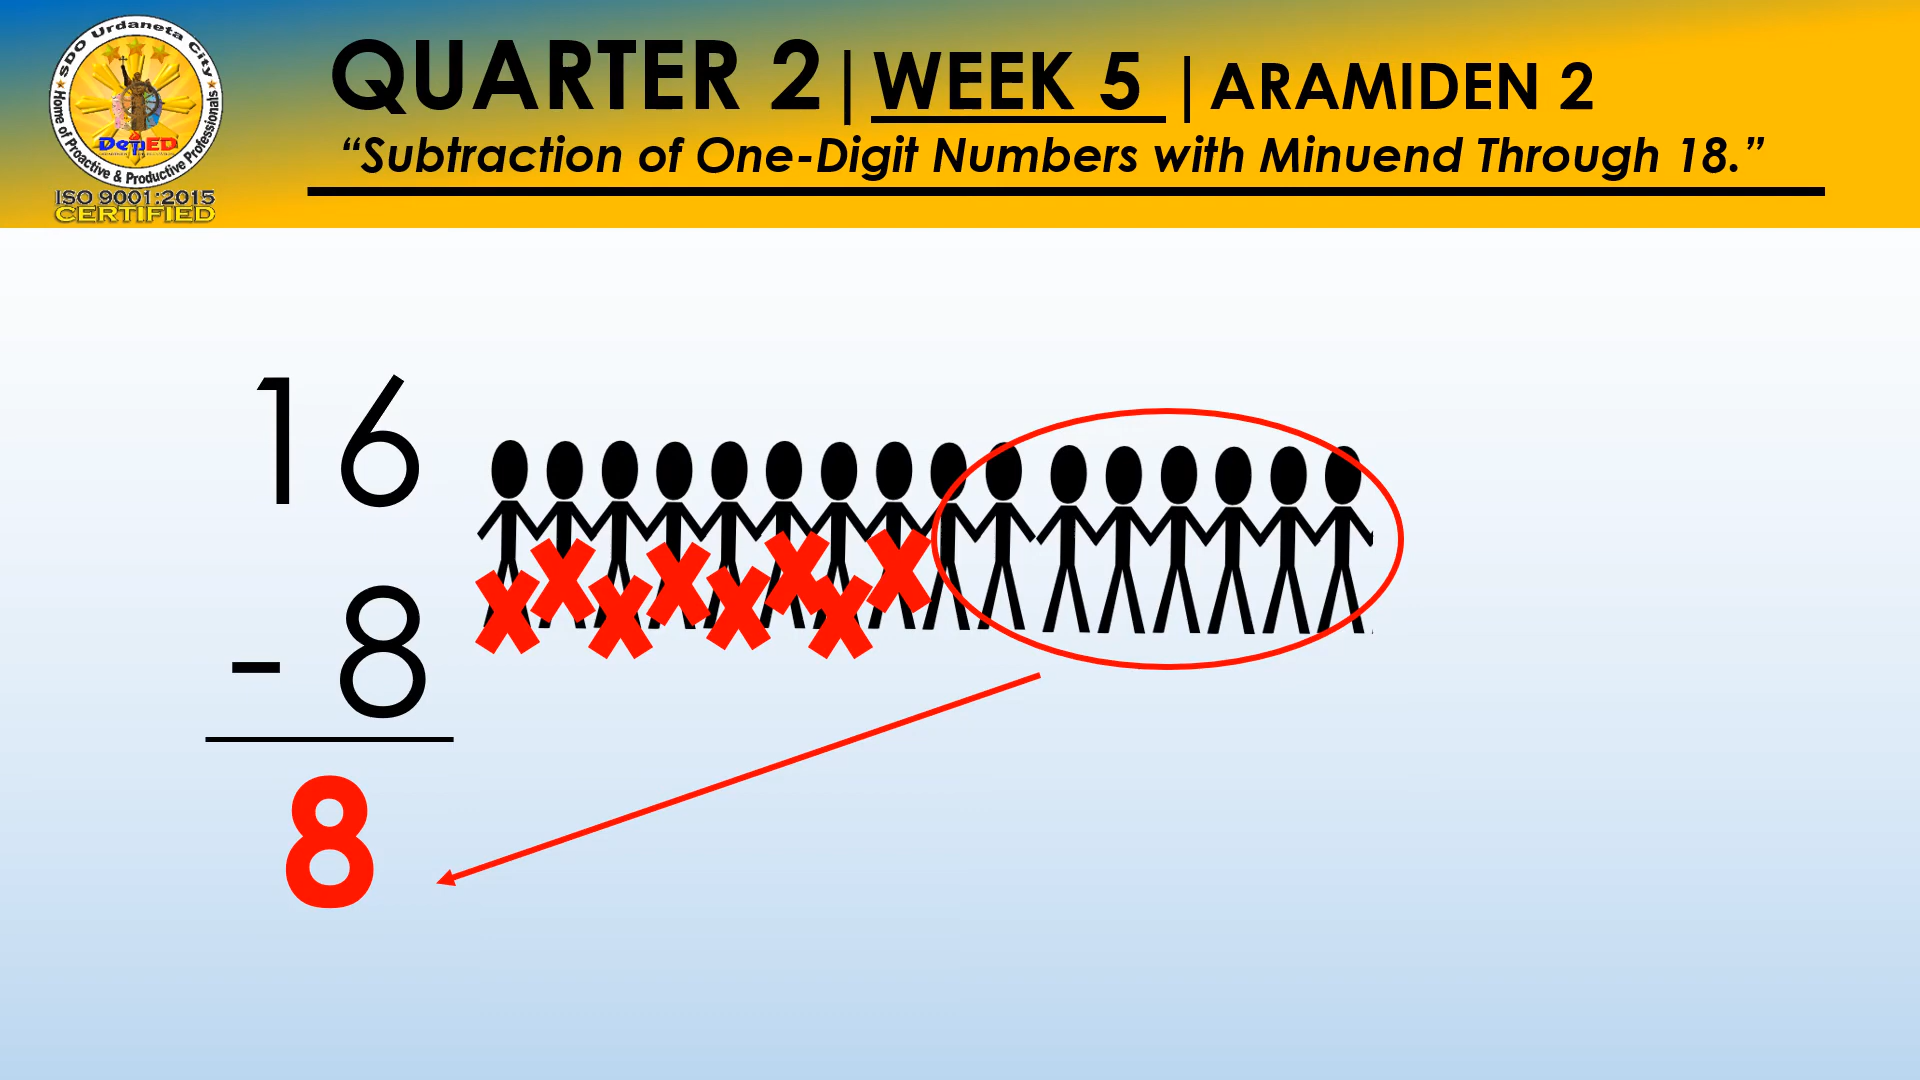 SDO Urdaneta City
Home of Proactive & Productive Professionals
DepED
ISO 9001:2015
CERTIFIED
QUARTER 2|WEEK 5 |ARAMIDEN 2
“Subtraction of One-Digit Numbers with Minuend Through 18.”
16
- 8
8